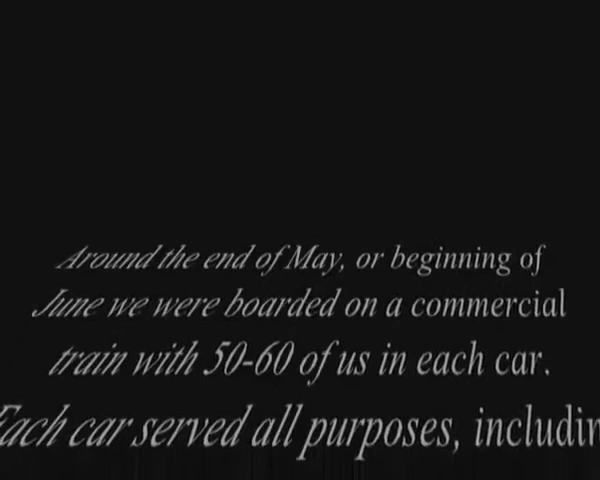 Around the end of May, or beginning of
June we were boarded on a commercial
train with 50-60 of us in each car.
Each car served all purposes,